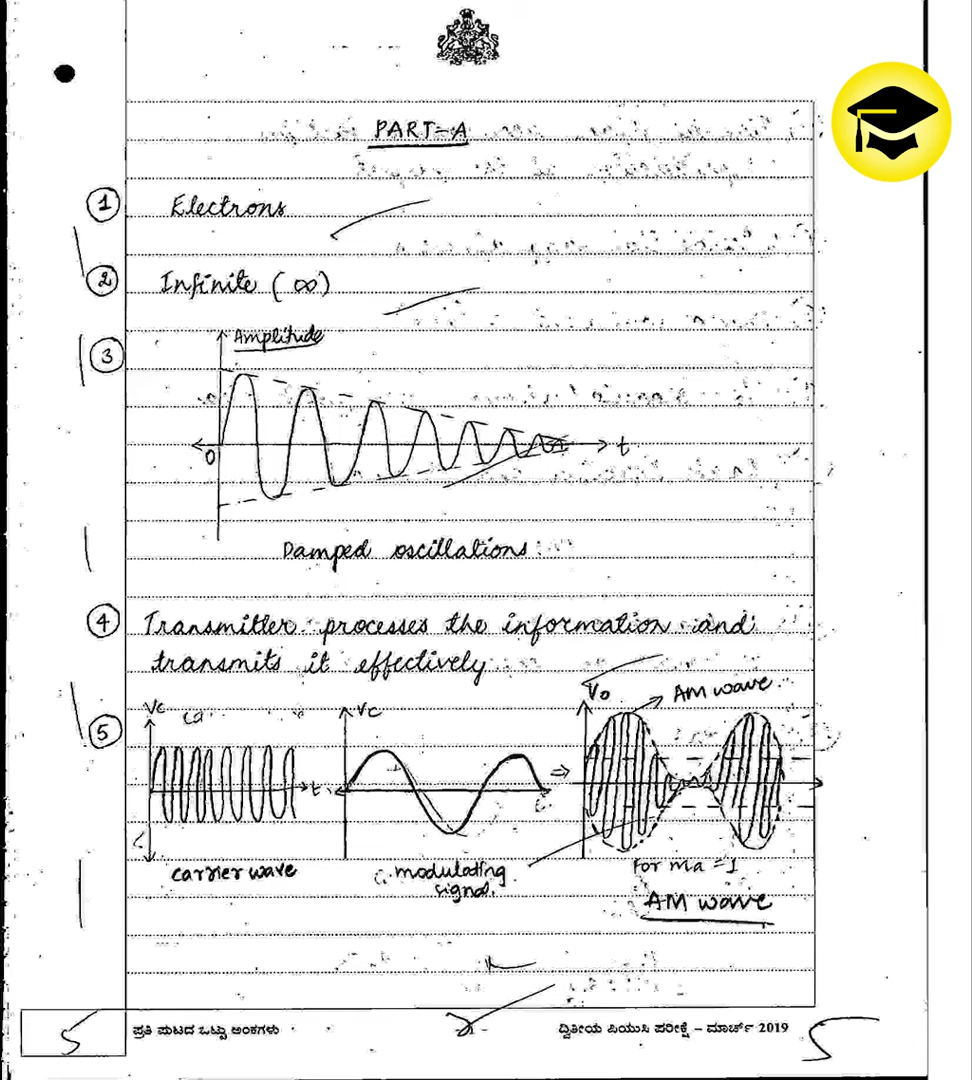 PART-A
1 Electrons
2 Infinite (∞)
3
Amplitude
0
t
Damped oscillations
4 Transmitter processes the information and
transmits it effectively
5
Vc
t
carrier wave
Vc
t
modulating
signal
⇒
Vo
AM wave
For ma = 1
AM wave
5 ಪ್ರತಿ ಪುಟದ ಒಟ್ಟು ಅಂಕಗಳು
ದ್ವಿತೀಯ ಪಿಯುಸಿ ಪರೀಕ್ಷೆ – ಮಾರ್ಚ್ 2019
5